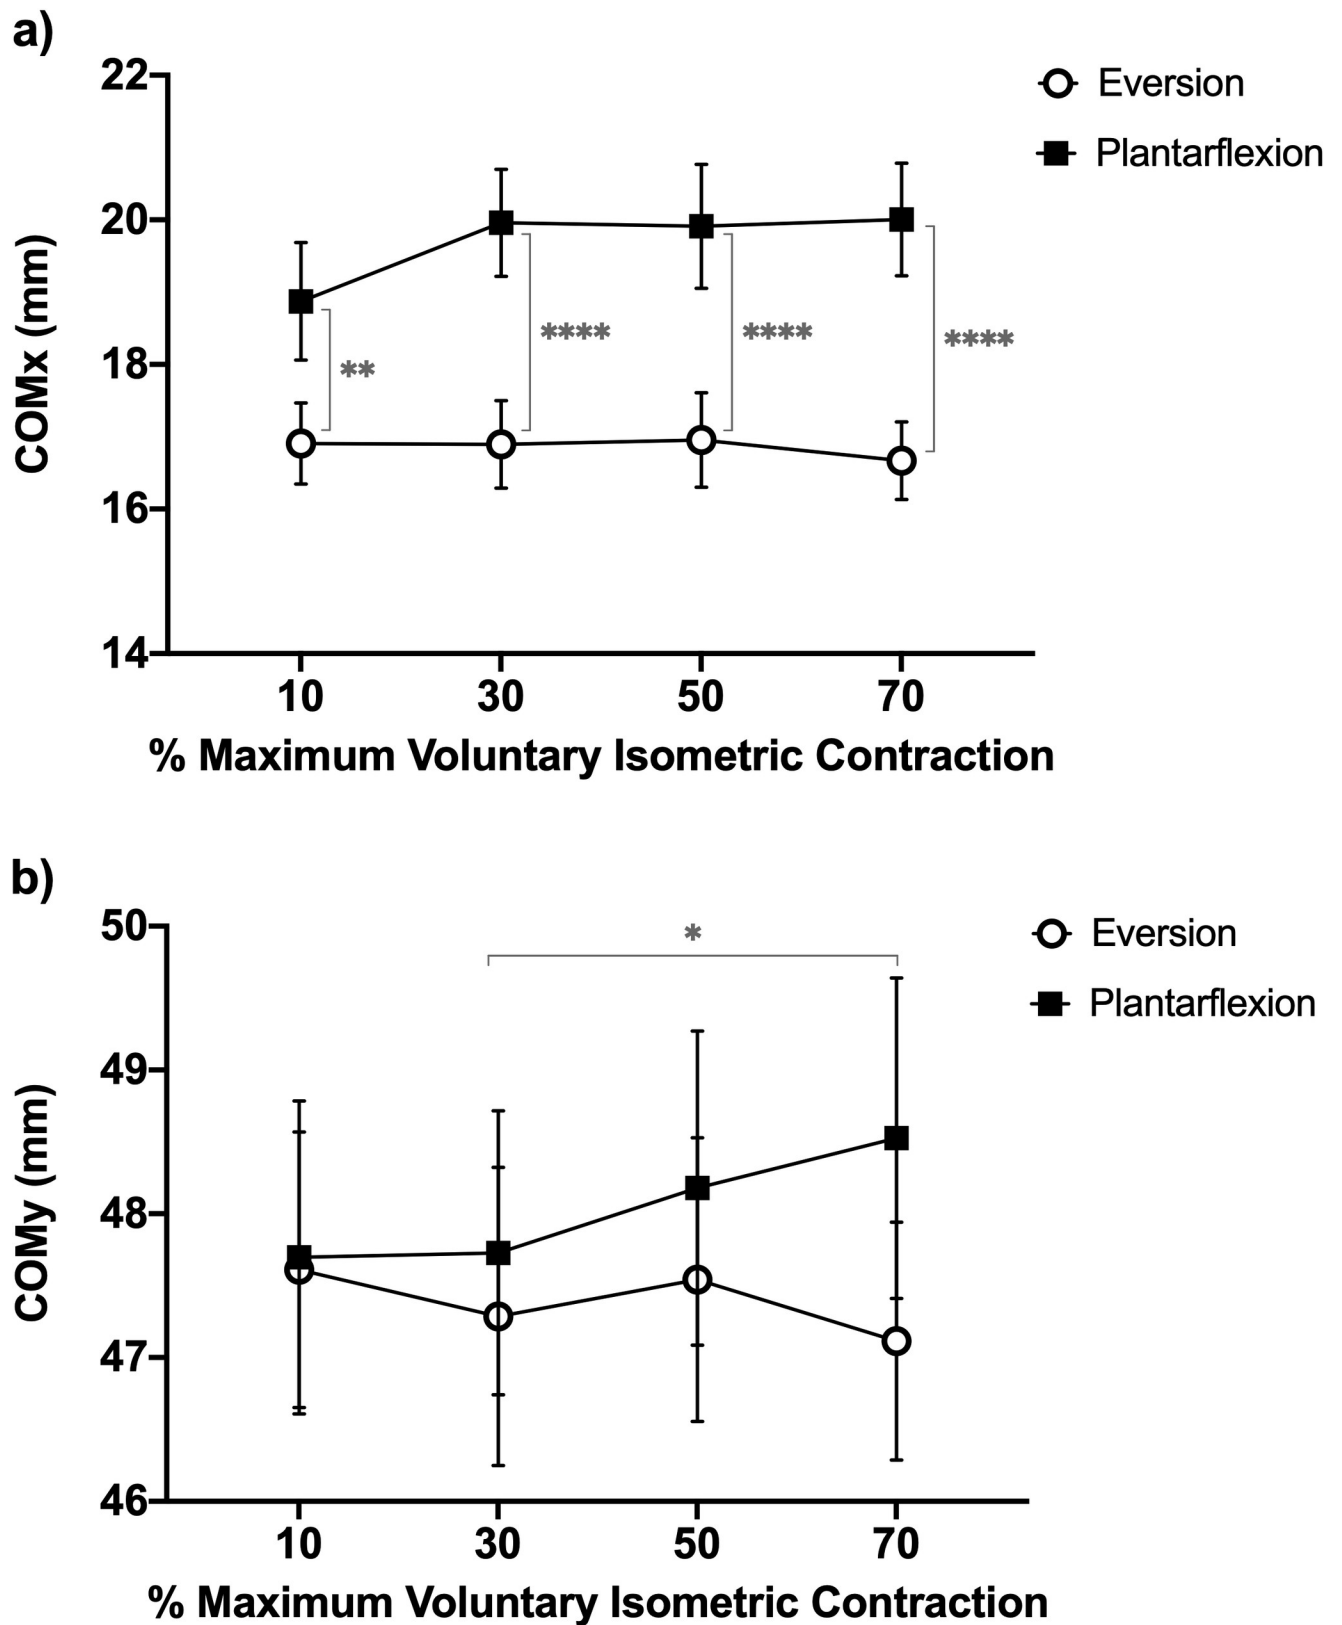 a)
22
20
18
16
14
COMx (mm)
Eversion
Plantarflexion
**
****
****
****
10 30 50 70
% Maximum Voluntary Isometric Contraction
b)
50
49
48
47
46
COMy (mm)
Eversion
Plantarflexion
*
10 30 50 70
% Maximum Voluntary Isometric Contraction